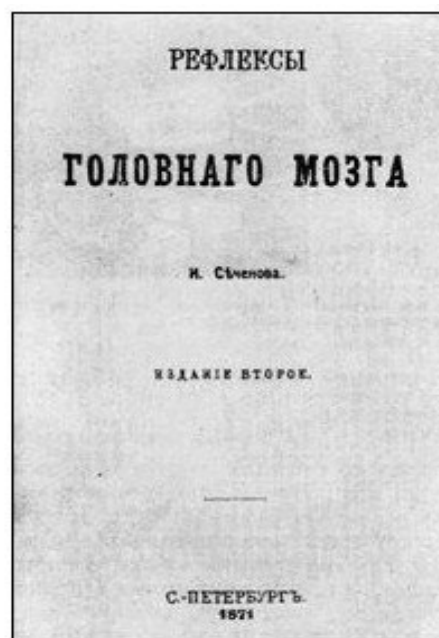 РЕФЛЕКСЫ
ГОЛОВНАГО МОЗГА
И. Сѣченова.
ИЗДАНІЕ ВТОРОЕ.
С.-ПЕТЕРБУРГЪ.
1871